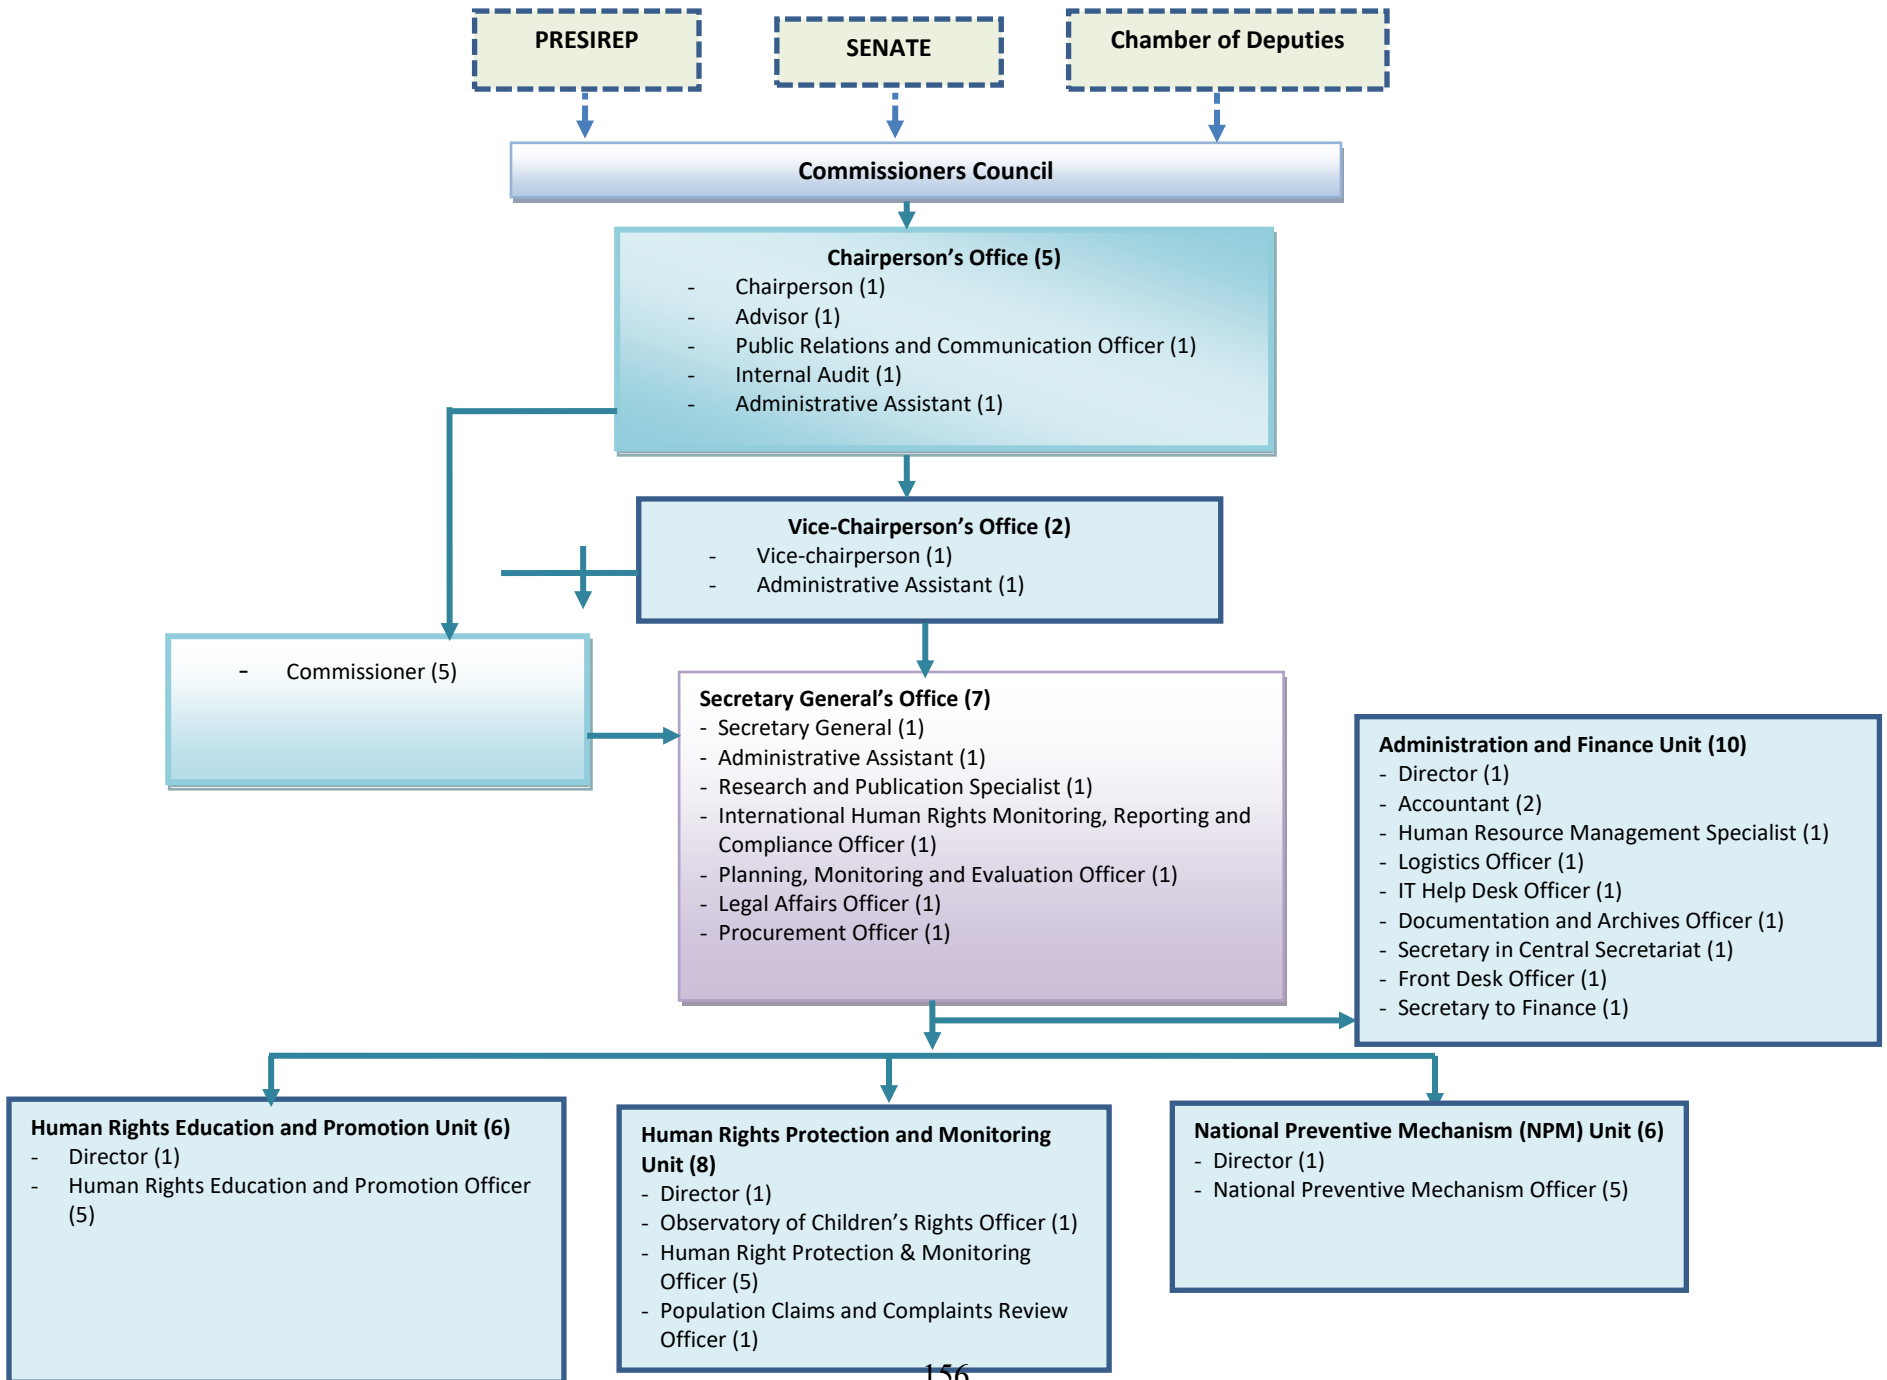 PRESIREP
SENATE
Chamber of Deputies
Commissioners Council
Chairperson’s Office (5)
- Chairperson (1)
- Advisor (1)
- Public Relations and Communication Officer (1)
- Internal Audit (1)
- Administrative Assistant (1)
Vice-Chairperson’s Office (2)
- Vice-chairperson (1)
- Administrative Assistant (1)
- Commissioner (5)
Secretary General’s Office (7)
- Secretary General (1)
- Administrative Assistant (1)
- Research and Publication Specialist (1)
- International Human Rights Monitoring, Reporting and
Compliance Officer (1)
- Planning, Monitoring and Evaluation Officer (1)
- Legal Affairs Officer (1)
- Procurement Officer (1)
Administration and Finance Unit (10)
- Director (1)
- Accountant (2)
- Human Resource Management Specialist (1)
- Logistics Officer (1)
- IT Help Desk Officer (1)
- Documentation and Archives Officer (1)
- Secretary in Central Secretariat (1)
- Front Desk Officer (1)
- Secretary to Finance (1)
Human Rights Education and Promotion Unit (6)
- Director (1)
- Human Rights Education and Promotion Officer
(5)
Human Rights Protection and Monitoring
Unit (8)
- Director (1)
- Observatory of Children’s Rights Officer (1)
- Human Right Protection & Monitoring
Officer (5)
- Population Claims and Complaints Review
Officer (1)
National Preventive Mechanism (NPM) Unit (6)
- Director (1)
- National Preventive Mechanism Officer (5)
156